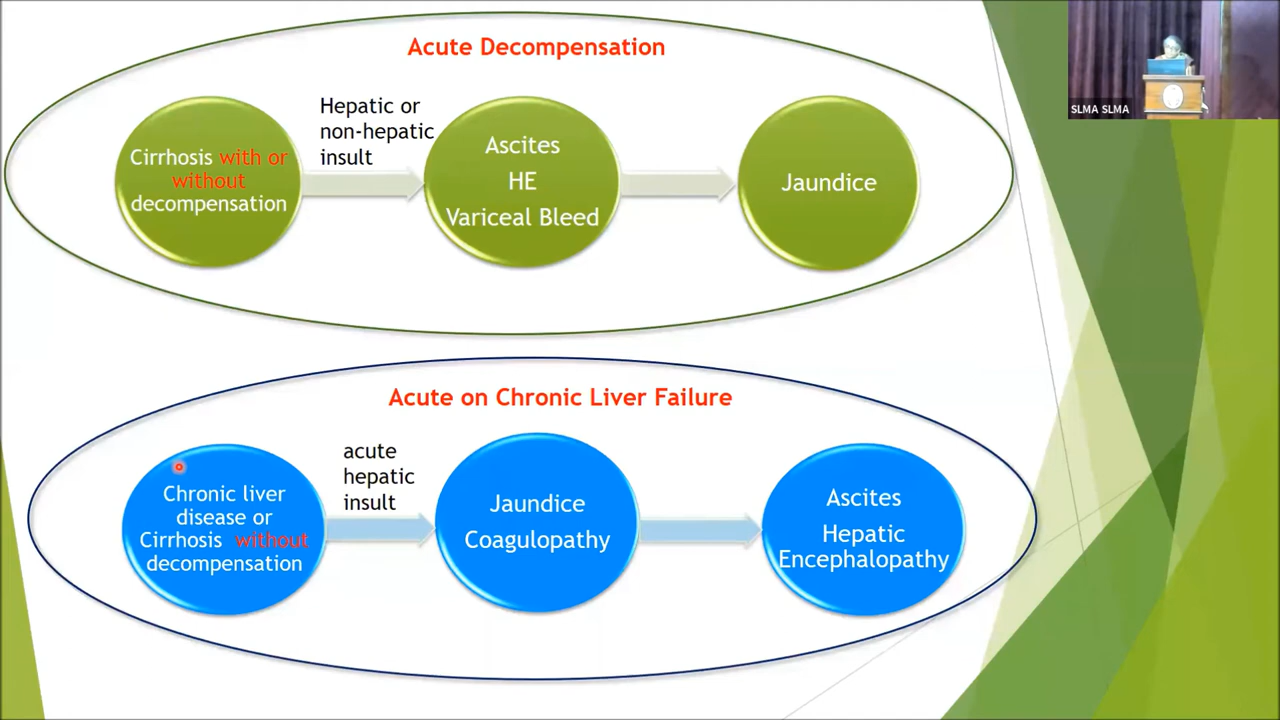 Acute Decompensation
Cirrhosis with or
without
decompensation
Hepatic or
non-hepatic
insult
Ascites
HE
Variceal Bleed
Jaundice
SLMA SLMA
Acute on Chronic Liver Failure
Chronic liver
disease or
Cirrhosis without
decompensation
acute
hepatic
insult
Jaundice
Coagulopathy
Ascites
Hepatic
Encephalopathy